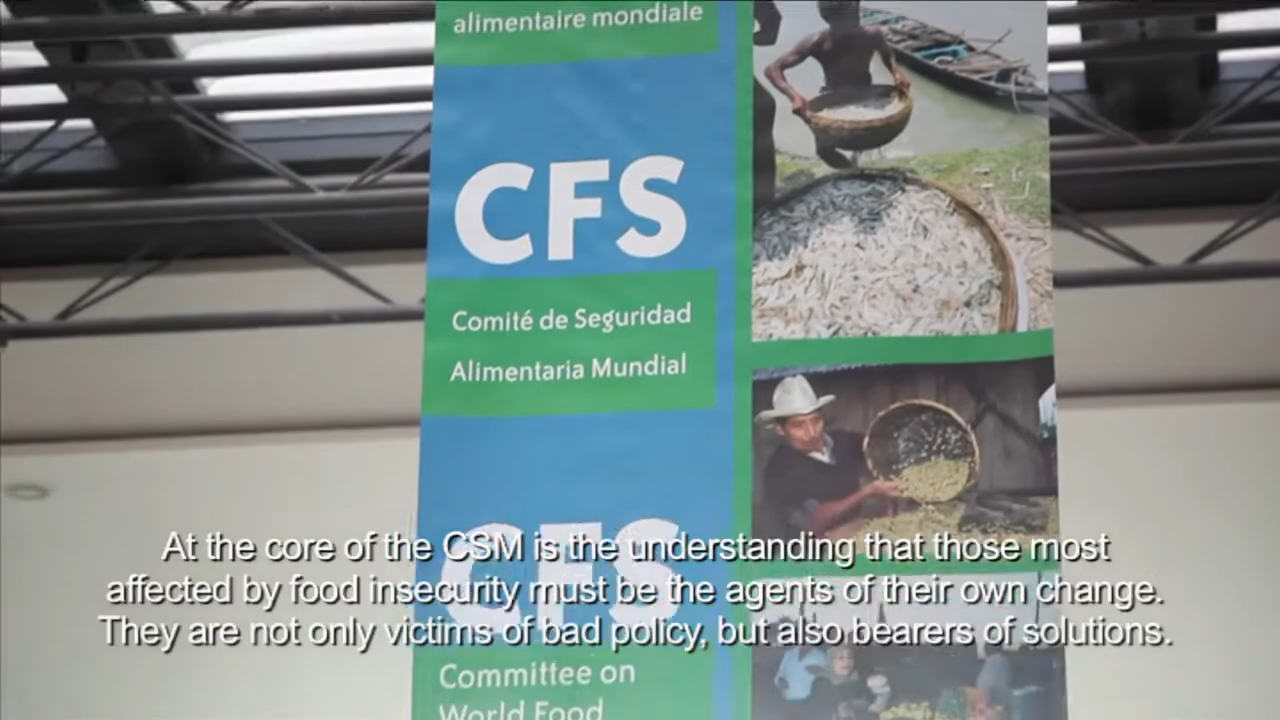 alimentaire mondiale
CFS
Comité de Seguridad
Alimentaria Mundial
CFS
At the core of the CSM is the understanding that those most
affected by food insecurity must be the agents of their own change.
They are not only victims of bad policy, but also bearers of solutions.
Committee on
World Food